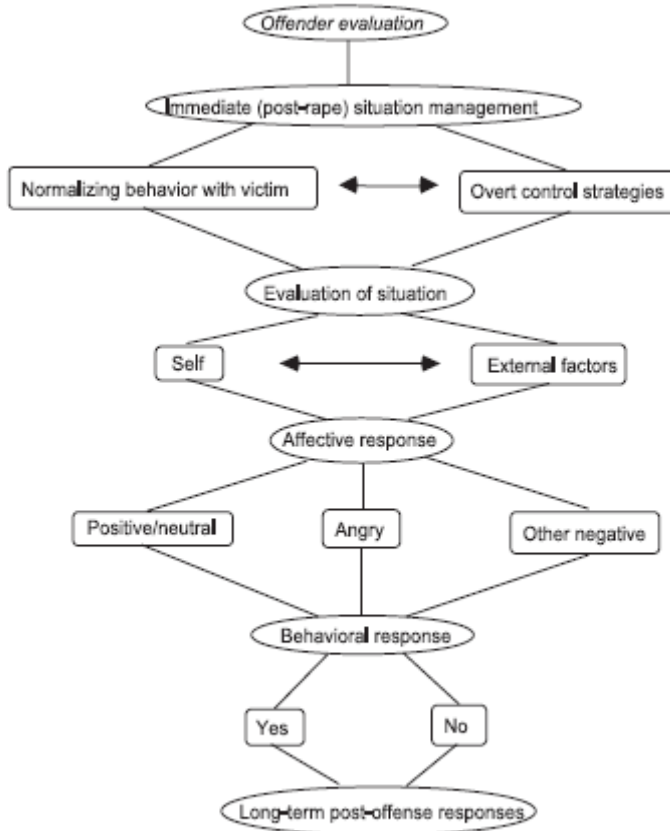 Offender evaluation
Immediate (post-rape) situation management
Normalizing behavior with victim
Overt control strategies
Evaluation of situation
Self
External factors
Affective response
Positive/neutral
Angry
Other negative
Behavioral response
Yes
No
Long-term post-offense responses